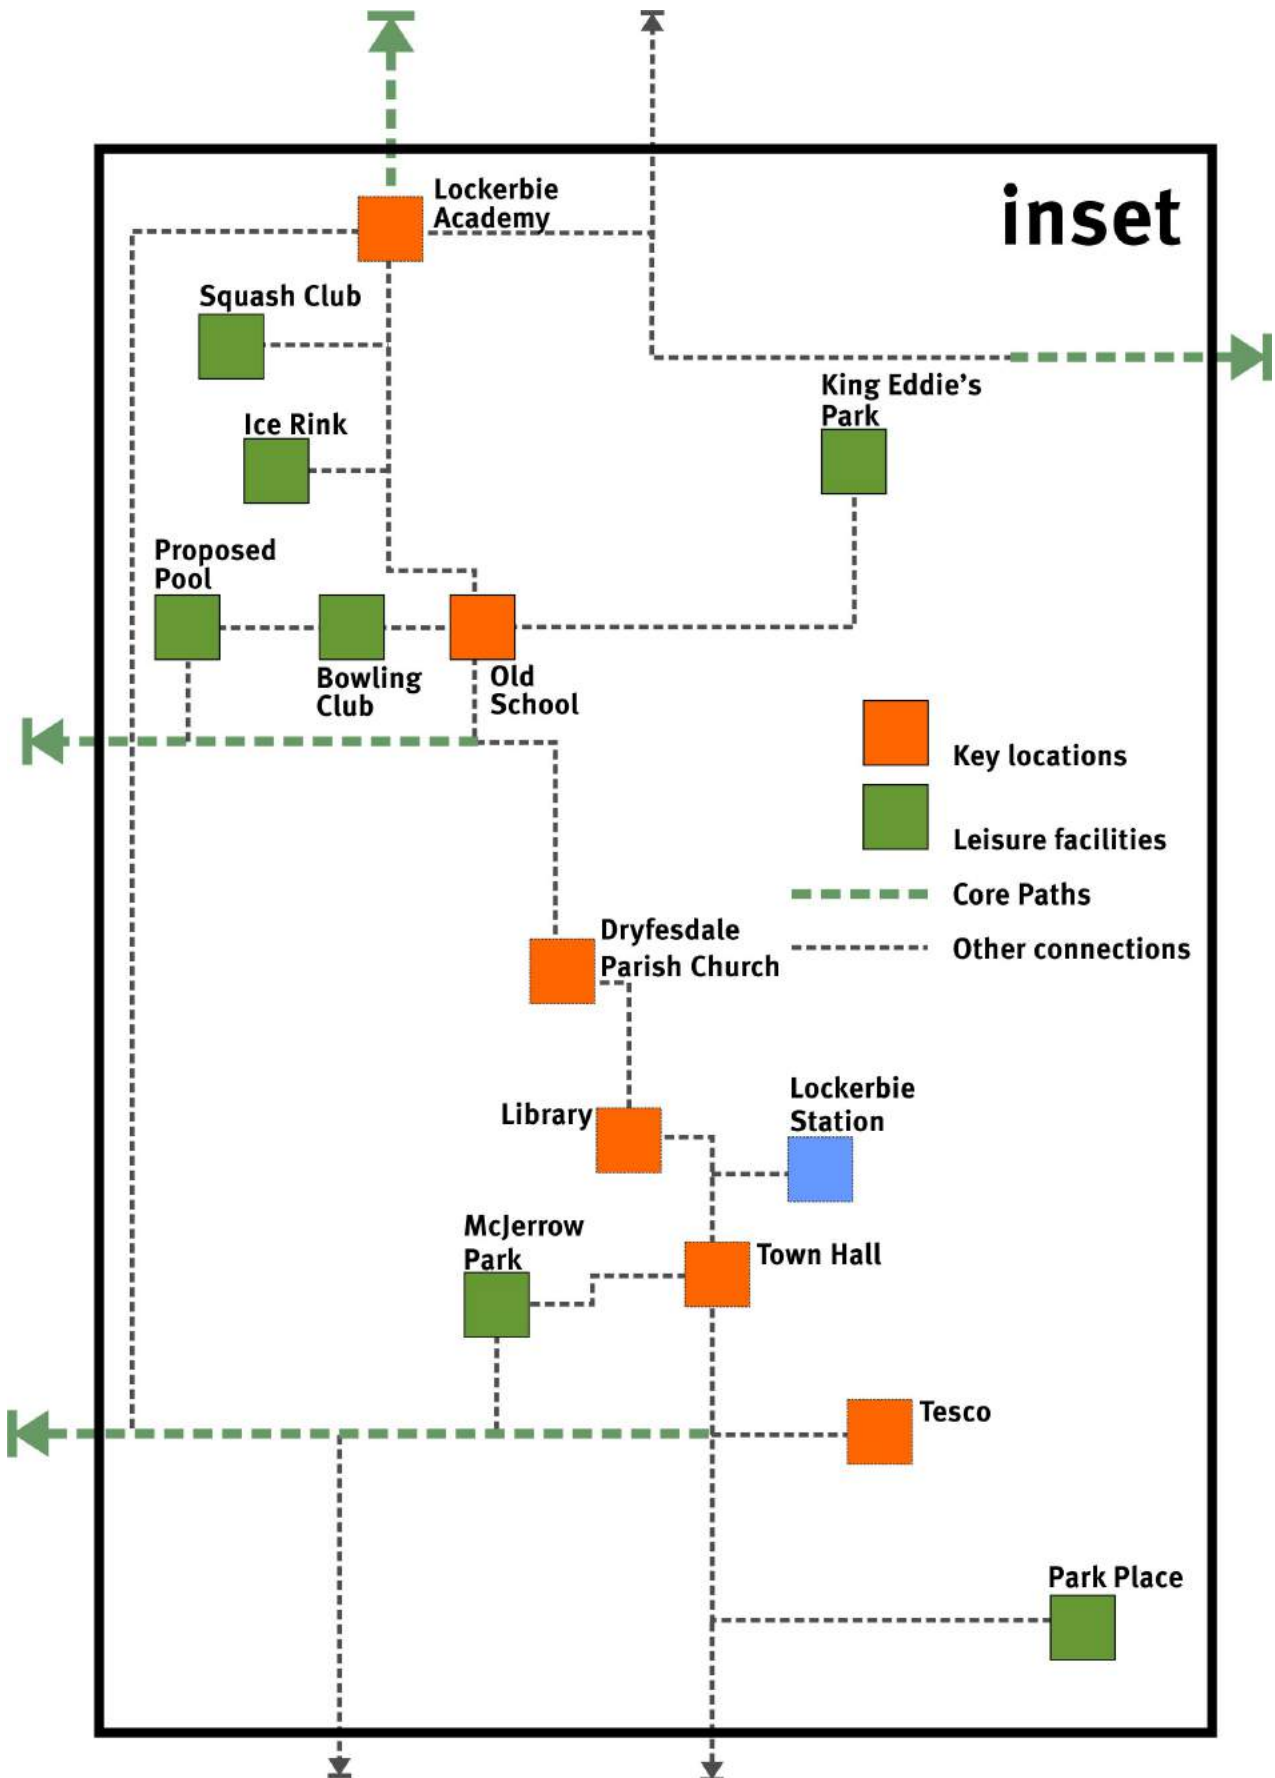 Lockerbie
Academy
inset
Squash Club
King Eddie's
Park
Ice Rink
Proposed
Pool
Bowling
Club
Old
School
Key locations
Leisure facilities
Core Paths
Other connections
Dryfesdale
Parish Church
Lockerbie
Station
Library
McJerrow
Park
Town Hall
Tesco
Park Place